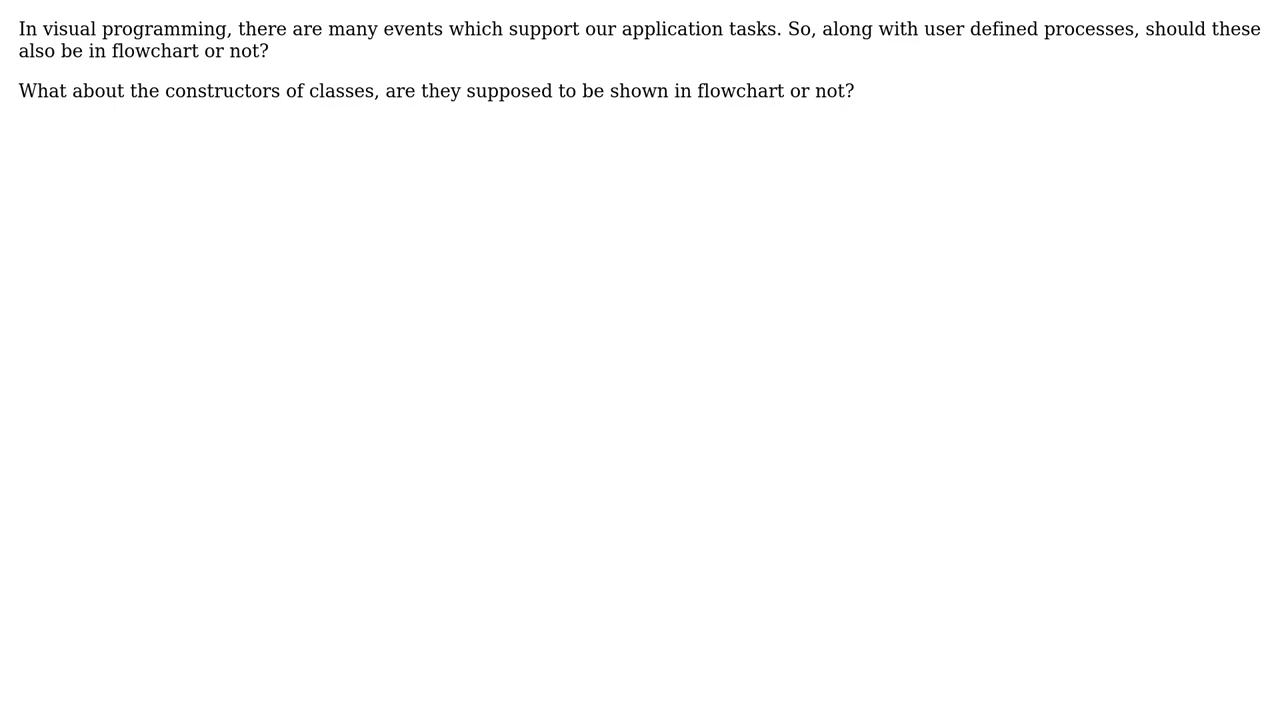 In visual programming, there are many events which support our application tasks. So, along with user defined processes, should these
also be in flowchart or not?
What about the constructors of classes, are they supposed to be shown in flowchart or not?